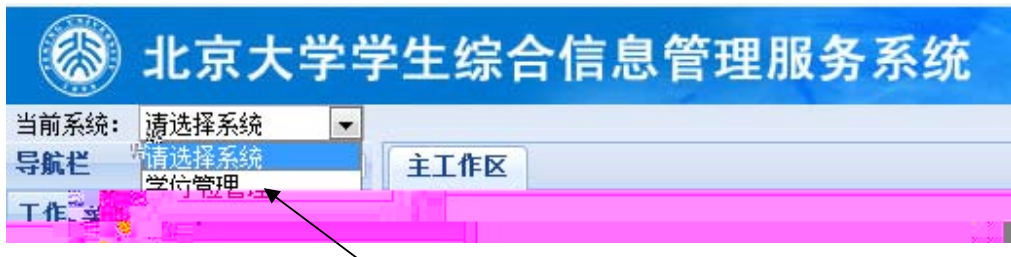 北京大学学生综合信息管理服务系统
当前系统： 请选择系统
导航栏 请选择系统 主工作区
学位管理
工作